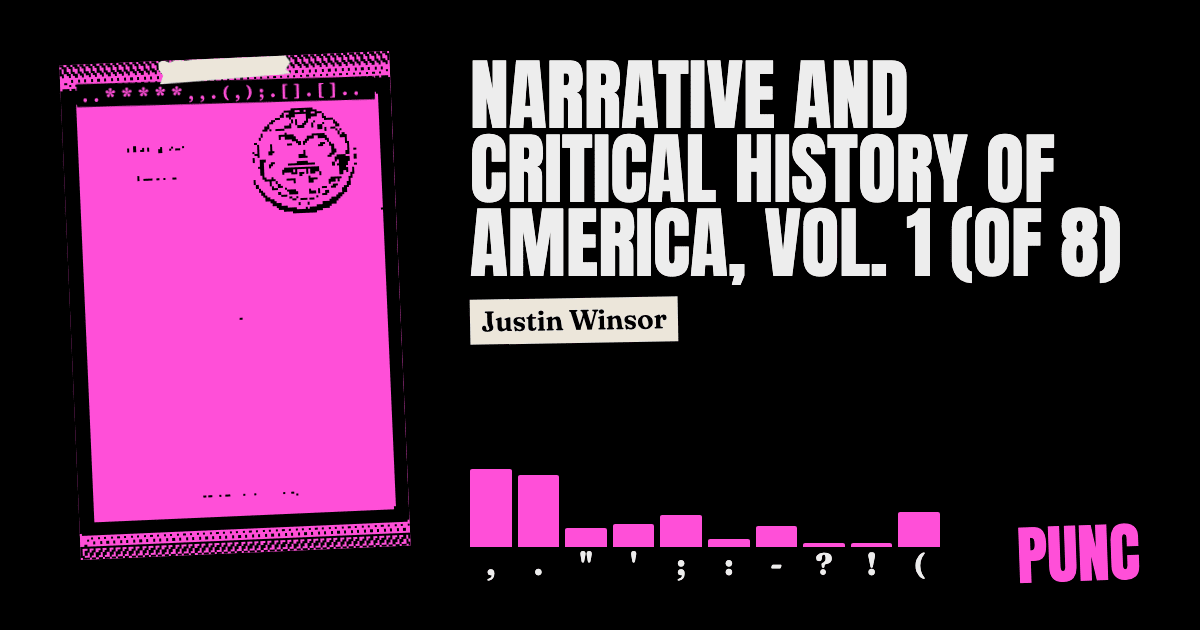 ..*****,,.(,);.[].[]..
NARRATIVE AND
CRITICAL HISTORY OF
AMERICA, VOL. 1 (OF 8)
Justin Winsor
, . " ' ; : - ? ! (
PUNC